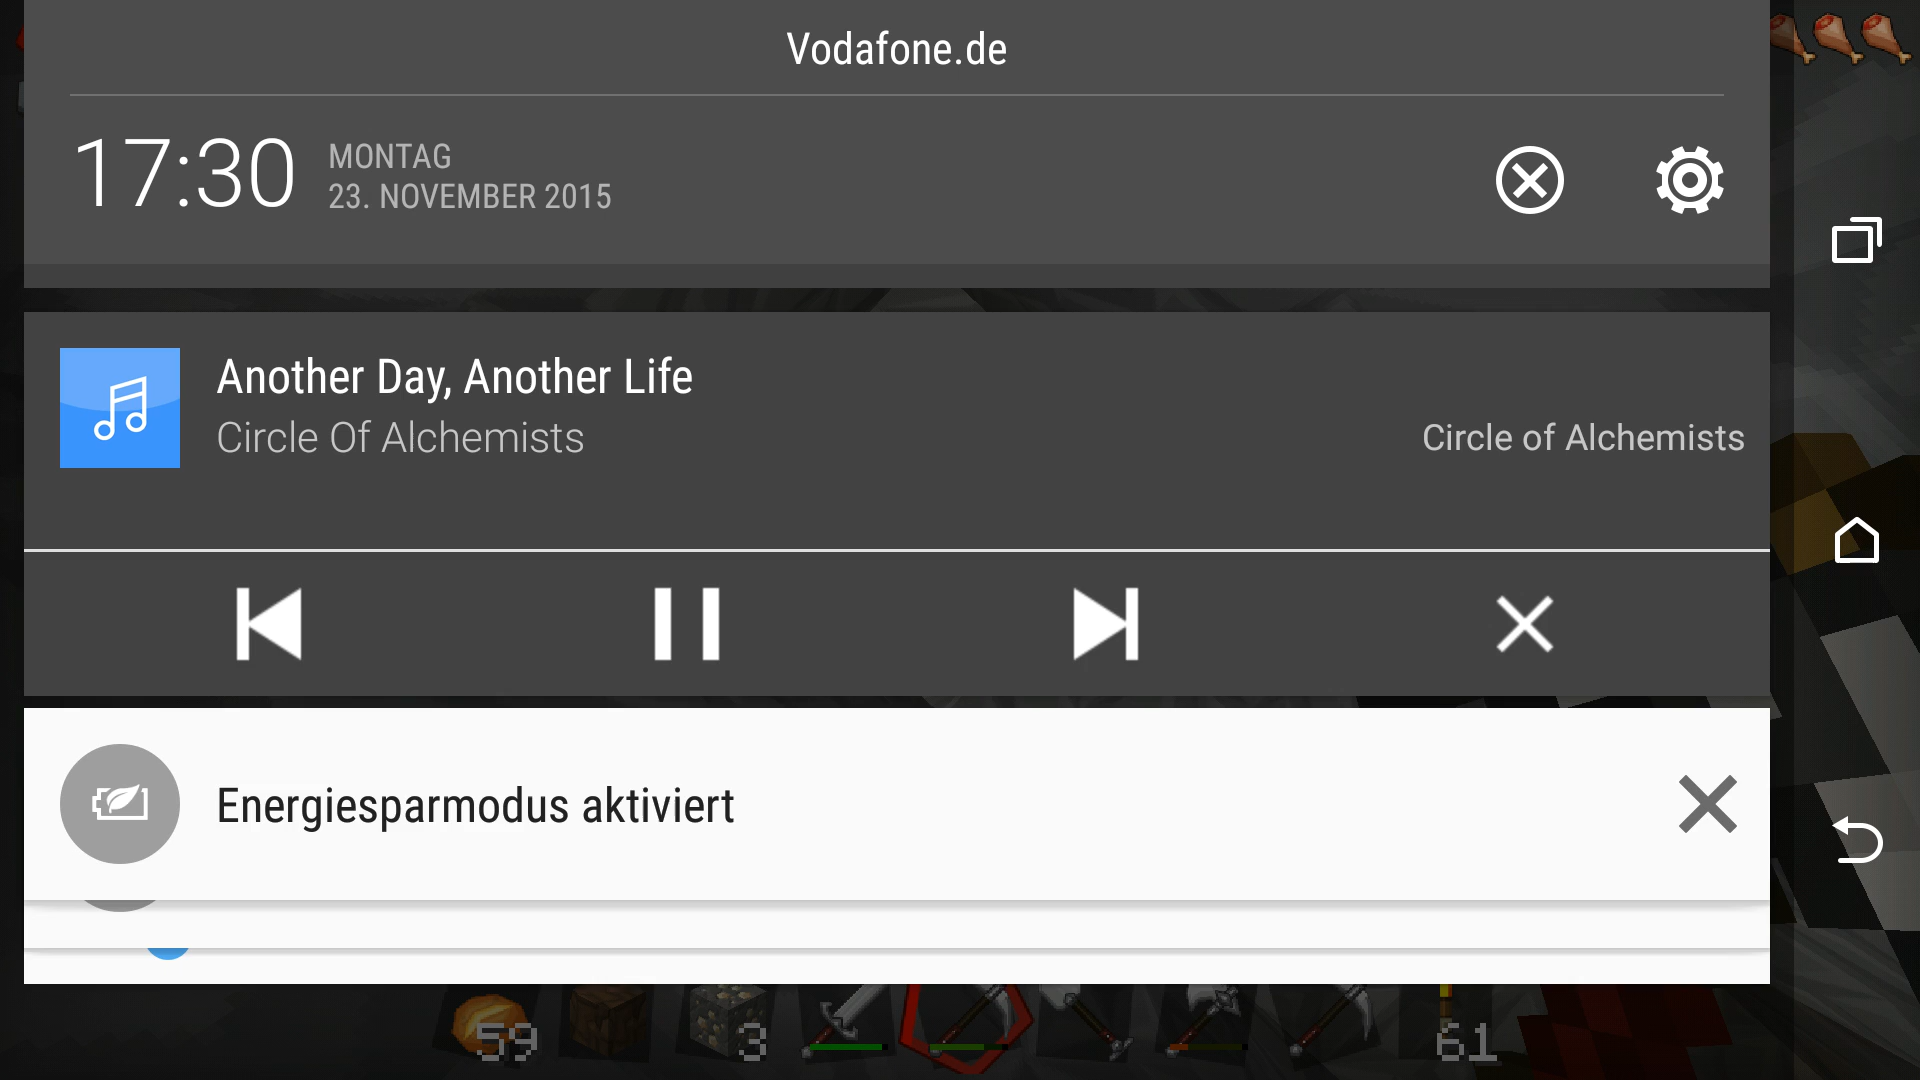 Vodafone.de
17:30
MONTAG
23. NOVEMBER 2015
Another Day, Another Life
Circle Of Alchemists
Circle of Alchemists
Energiesparmodus aktiviert
59
3
61